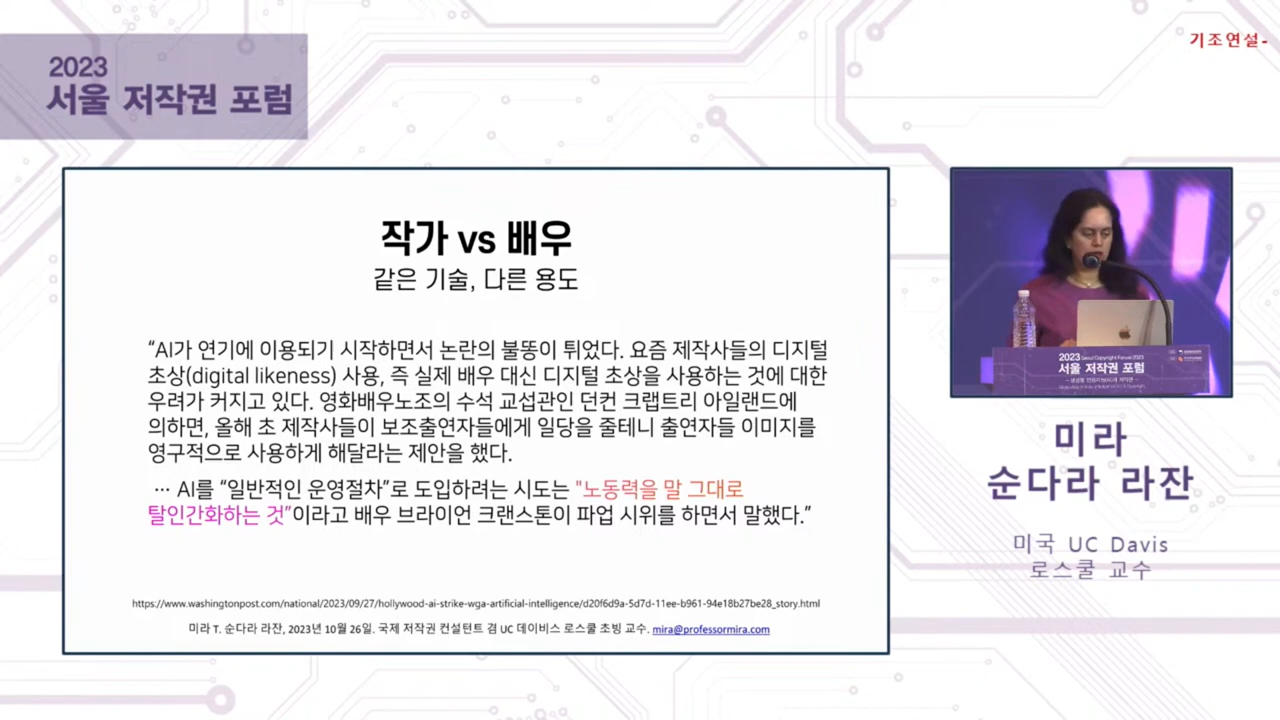 기조연설-
2023
서울 저작권 포럼
작가 vs 배우
같은 기술, 다른 용도
“AI가 연기에 이용되기 시작하면서 논란의 불똥이 튀었다. 요즘 제작사들의 디지털
초상(digital likeness) 사용, 즉 실제 배우 대신 디지털 초상을 사용하는 것에 대한
우려가 커지고 있다. 영화배우노조의 수석 교섭관인 던컨 크랩트리 아일랜드에
의하면, 올해 초 제작사들이 보조출연자들에게 일당을 줄테니 출연자들 이미지를
영구적으로 사용하게 해달라는 제안을 했다.
… AI를 “일반적인 운영절차”로 도입하려는 시도는 "노동력을 말 그대로
탈인간화하는 것”이라고 배우 브라이언 크랜스톤이 파업 시위를 하면서 말했다.”
https://www.washingtonpost.com/national/2023/09/27/hollywood-ai-strike-wga-artificial-intelligence/d20f6d9a-5d7d-11ee-b961-94e18b27be28_story.html
미라 T. 순다라 라잔, 2023년 10월 26일. 국제 저작권 컨설턴트 겸 UC 데이비스 로스쿨 초빙 교수. mira@professormira.com
2023 Seoul Copyright Forum 2023
서울 저작권 포럼
미라
순다라 라잔
미국 UC Davis
로스쿨 교수